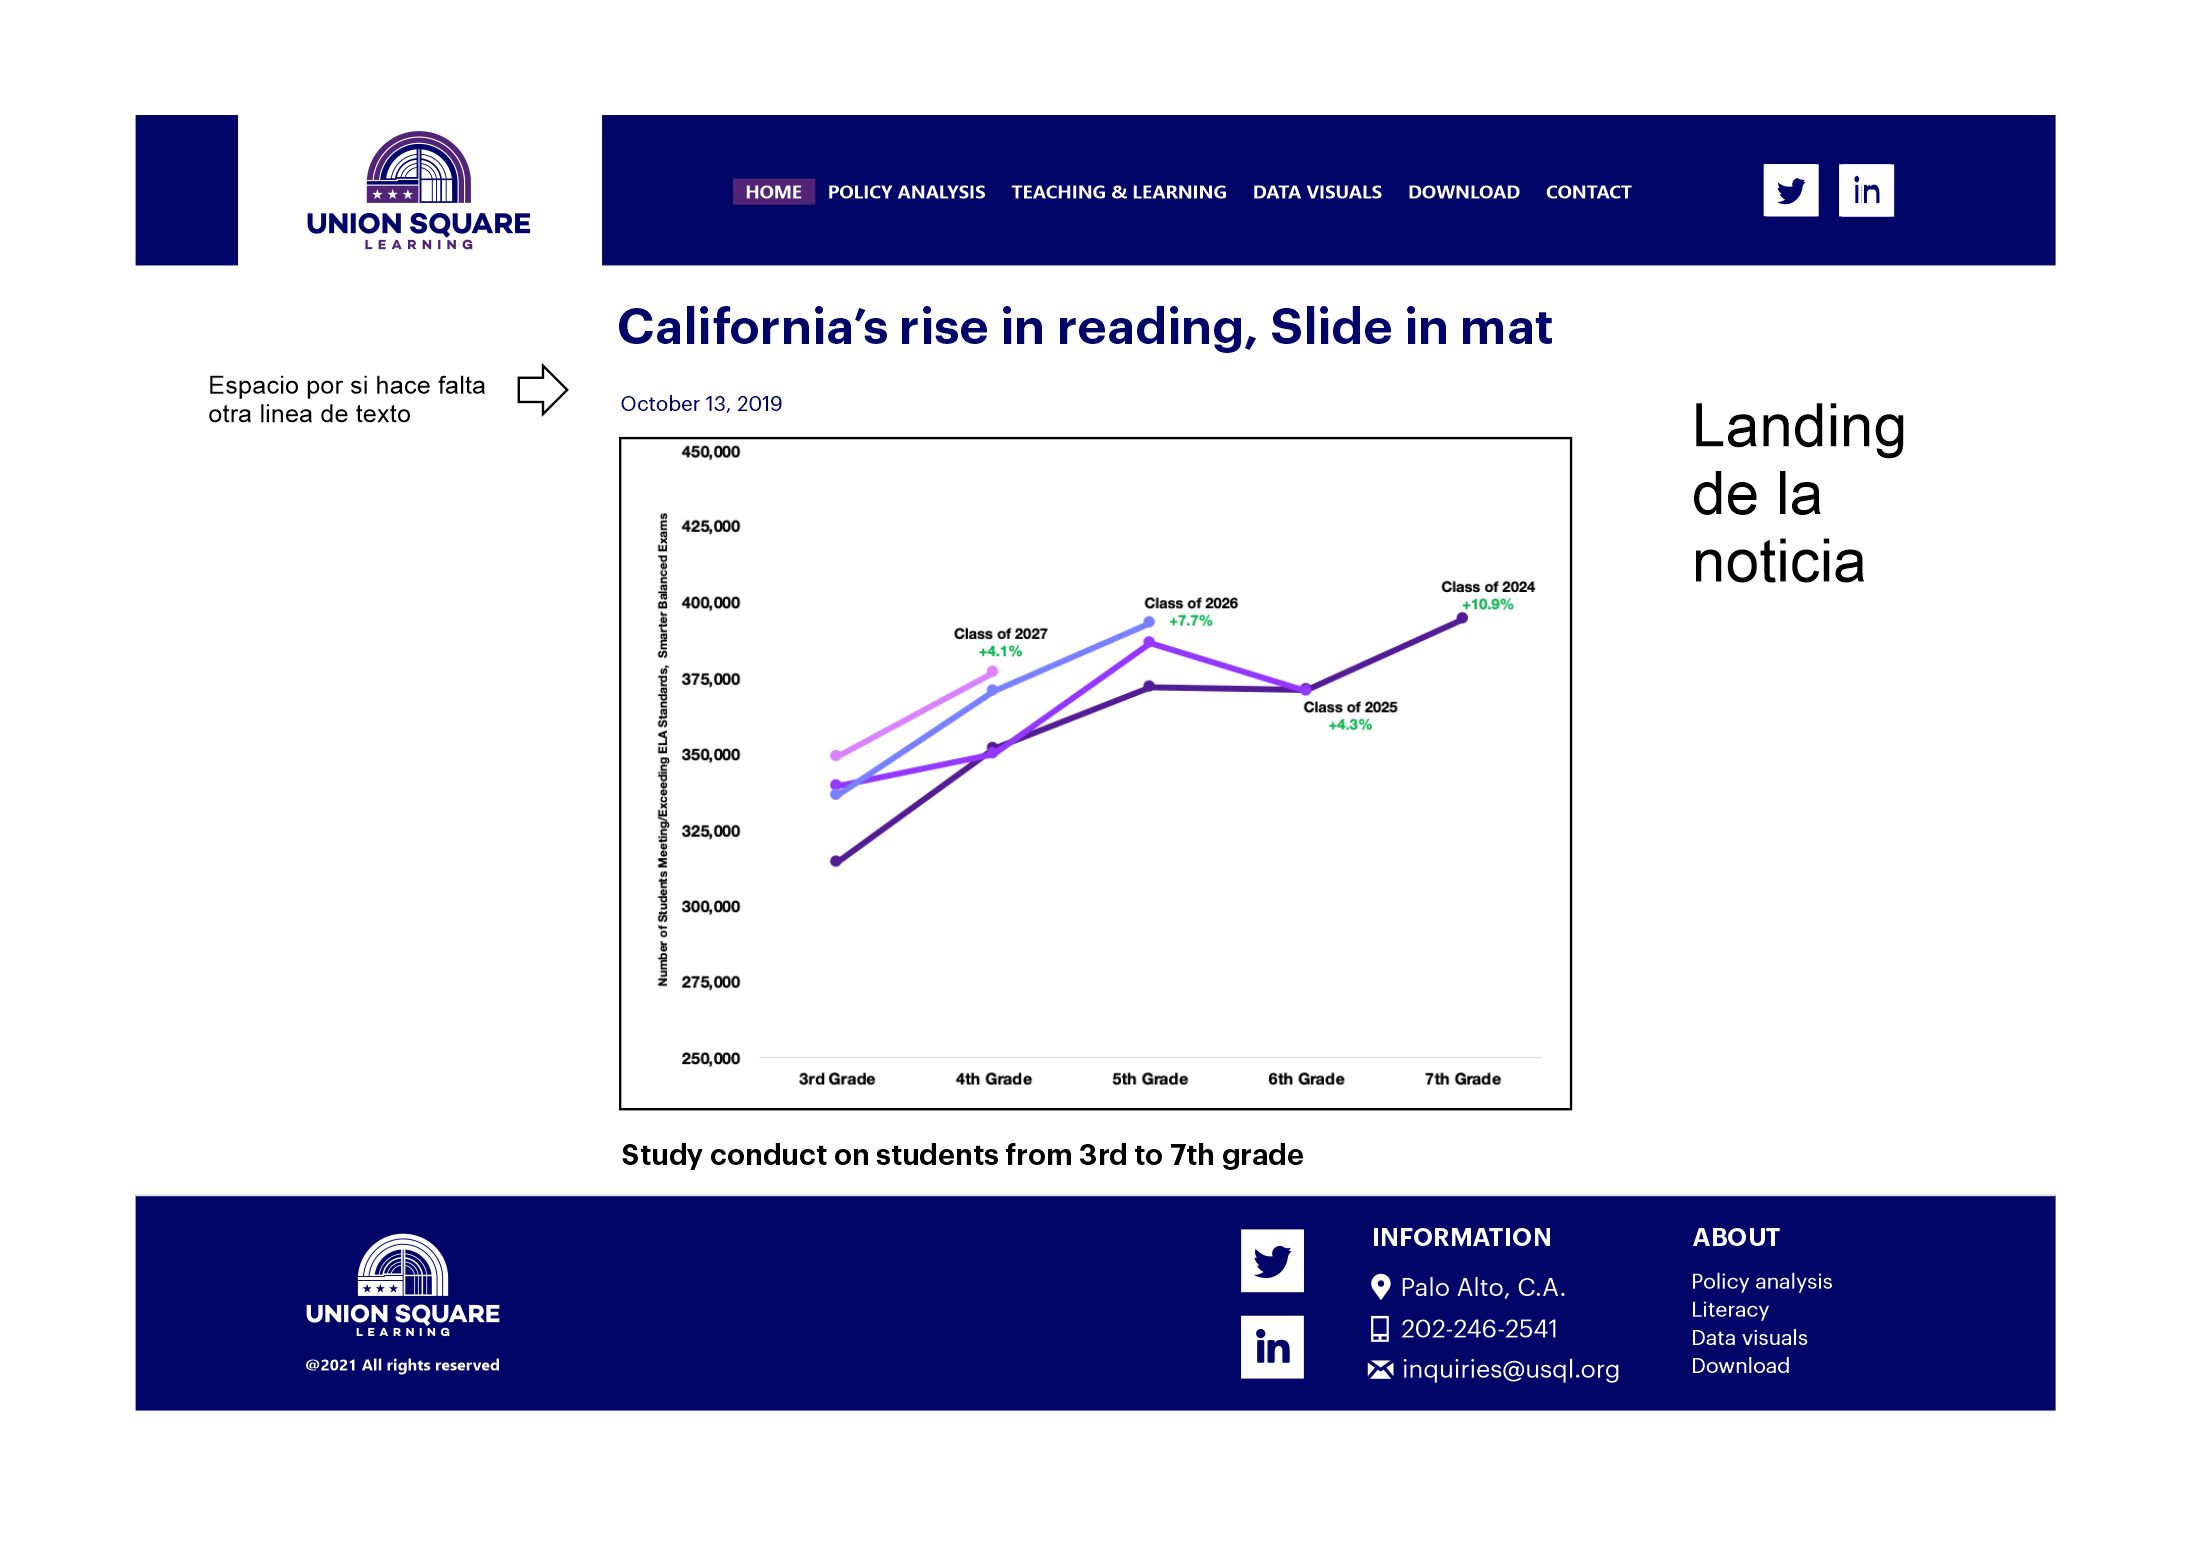 UNION SQUARE
LEARNING
HOME POLICY ANALYSIS TEACHING & LEARNING DATA VISUALS DOWNLOAD CONTACT
in
California’s rise in reading, Slide in mat
Espacio por si hace falta
otra linea de texto
October 13, 2019
Landing
de la
noticia
Number of Students Meeting/Exceeding ELA Standards, Smarter Balanced Exams
450,000
425,000
400,000
375,000
350,000
325,000
300,000
275,000
250,000
Class of 2027
+4.1%
Class of 2026
+7.7%
Class of 2024
+10.9%
Class of 2025
+4.3%
3rd Grade 4th Grade 5th Grade 6th Grade 7th Grade
Study conduct on students from 3rd to 7th grade
UNION SQUARE
LEARNING
@2021 All rights reserved
in
INFORMATION
Palo Alto, C.A.
202-246-2541
inquiries@usql.org
ABOUT
Policy analysis
Literacy
Data visuals
Download